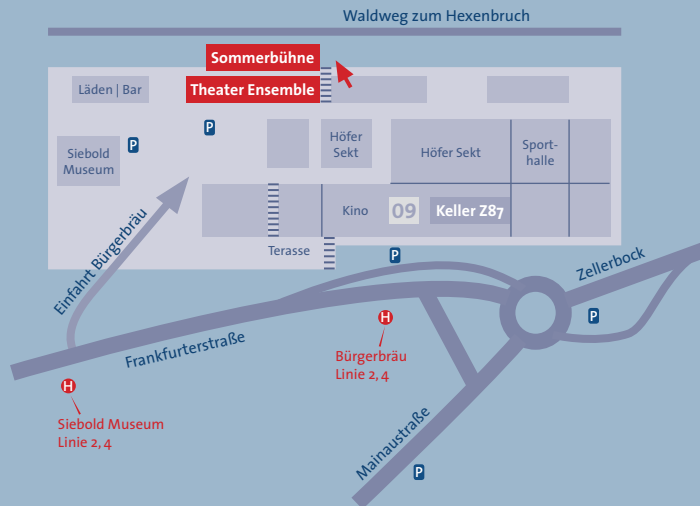 Waldweg zum Hexenbruch
Sommerbühne
Theater Ensemble
Läden | Bar
P
P
Siebold
Museum
Höfer
Sekt
Höfer Sekt
Sport-
halle
Kino
09
Keller Z87
Terasse
Einfahrt Bürgerbräu
P
Zellerbock
P
Frankfurterstraße
H
Bürgerbräu
Linie 2, 4
H
Siebold Museum
Linie 2, 4
Mainaustraße
P